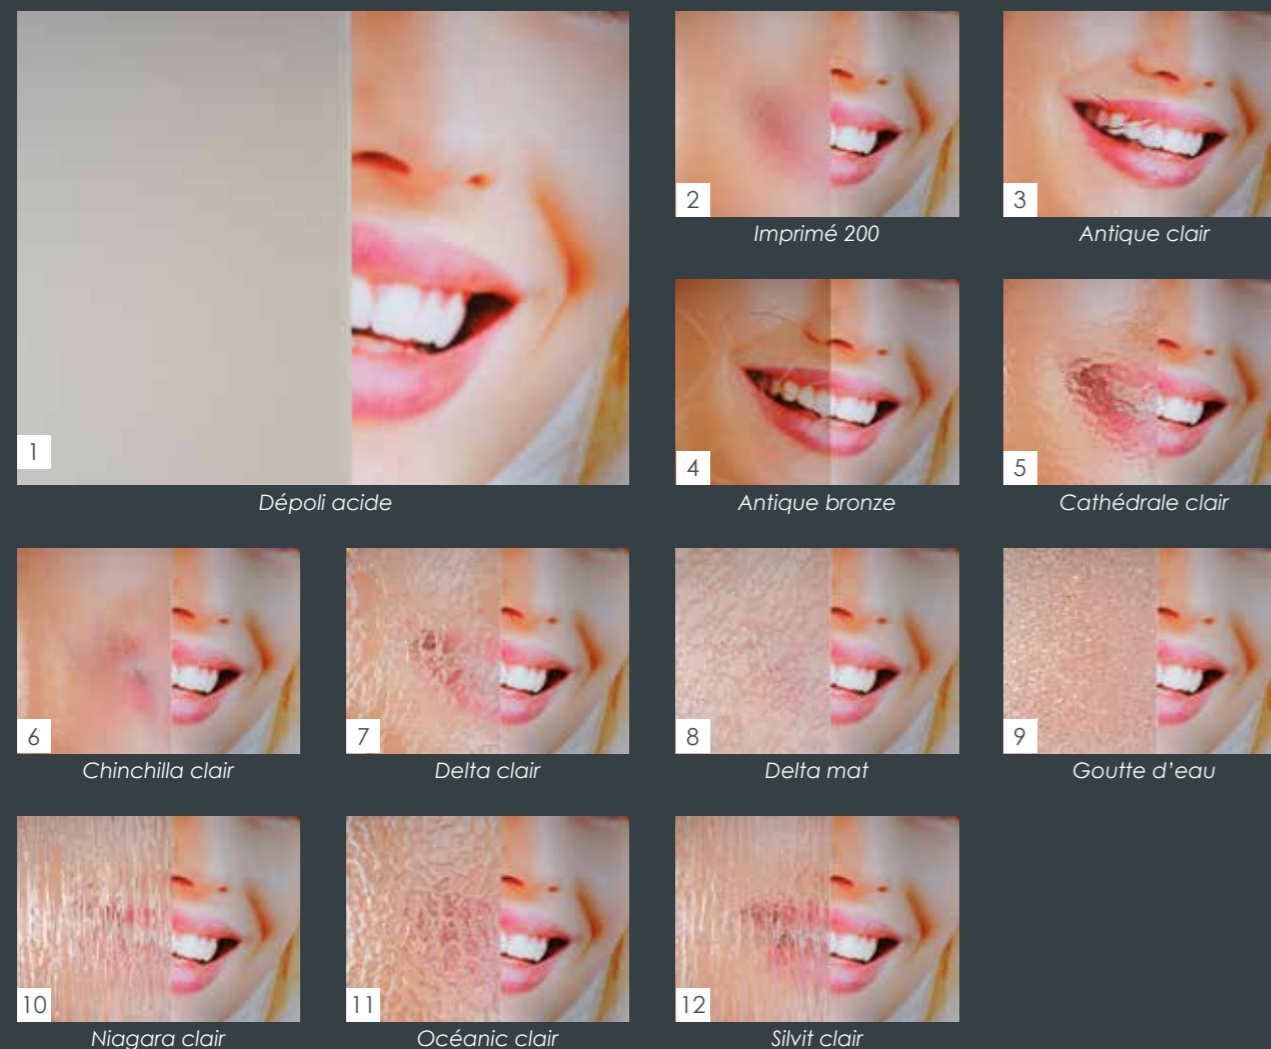 1
Dépoli acide
2
Imprimé 200
3
Antique clair
4
Antique bronze
5
Cathédrale clair
6
Chinchilla clair
7
Delta clair
8
Delta mat
9
Goutte d'eau
10
Niagara clair
11
Océanic clair
12
Silvit clair